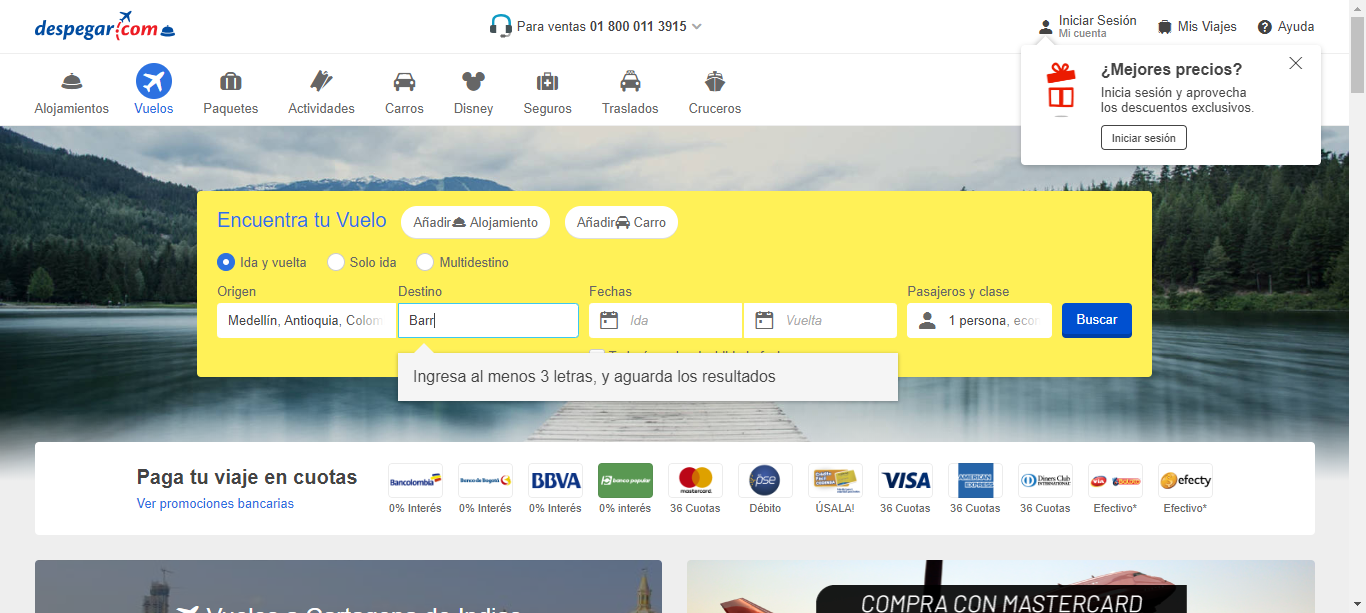 despegar.com
Para ventas 01 800 011 3915
Iniciar Sesión
Mi cuenta
Mis Viajes
Ayuda
Alojamientos
Vuelos
Paquetes
Actividades
Carros
Disney
Seguros
Traslados
Cruceros
¿Mejores precios?
Inicia sesión y aprovecha
los descuentos exclusivos.
Iniciar sesión
Encuentra tu Vuelo
Añadir Alojamiento
Añadir Carro
Ida y vuelta
Solo ida
Multidestino
Origen
Destino
Fechas
Pasajeros y clase
Medellín, Antioquia, Colom
Barr
Ida
Vuelta
1 persona, econ
Buscar
Ingresa al menos 3 letras, y aguarda los resultados
Paga tu viaje en cuotas
Ver promociones bancarias
Bancolombia
Banco de Bogotá
BBVA
banco popular
mastercard
pse
VISA
AMERICAN EXPRESS
Diners Club
INTERNATIONAL
via
BALOTO
efecty
0% Interés
0% Interés
0% Interés
0% interés
36 Cuotas
Débito
ÚSALA!
36 Cuotas
36 Cuotas
36 Cuotas
Efectivo*
Efectivo*
Vuelos a Cartagena de Indias
COMPRA CON MASTERCARD